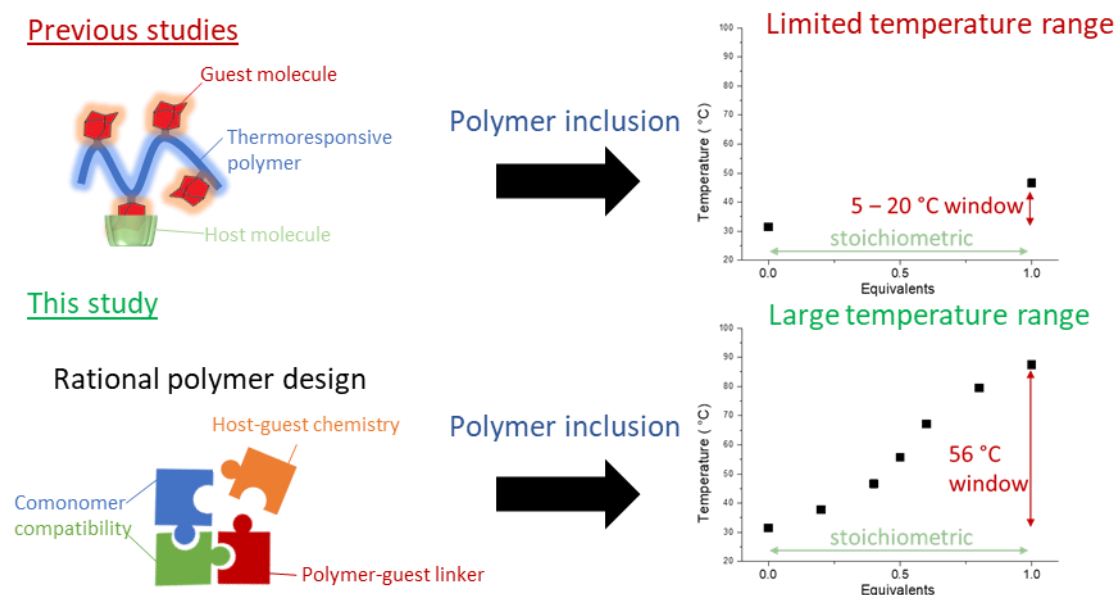 Previous studies
Guest molecule
Thermoresponsive
polymer
Host molecule
Polymer inclusion
Limited temperature range
Temperature ( °C)
100
90
80
70
60
50
40
30
20
5 – 20 °C window
stoichiometric
0.0
0.5
1.0
Equivalents
This study
Rational polymer design
Host-guest chemistry
Comonomer
compatibility
Polymer-guest linker
Polymer inclusion
Large temperature range
Temperature ( °C)
100
90
80
70
60
50
40
30
20
56 °C
window
stoichiometric
0.0
0.5
1.0
Equivalents